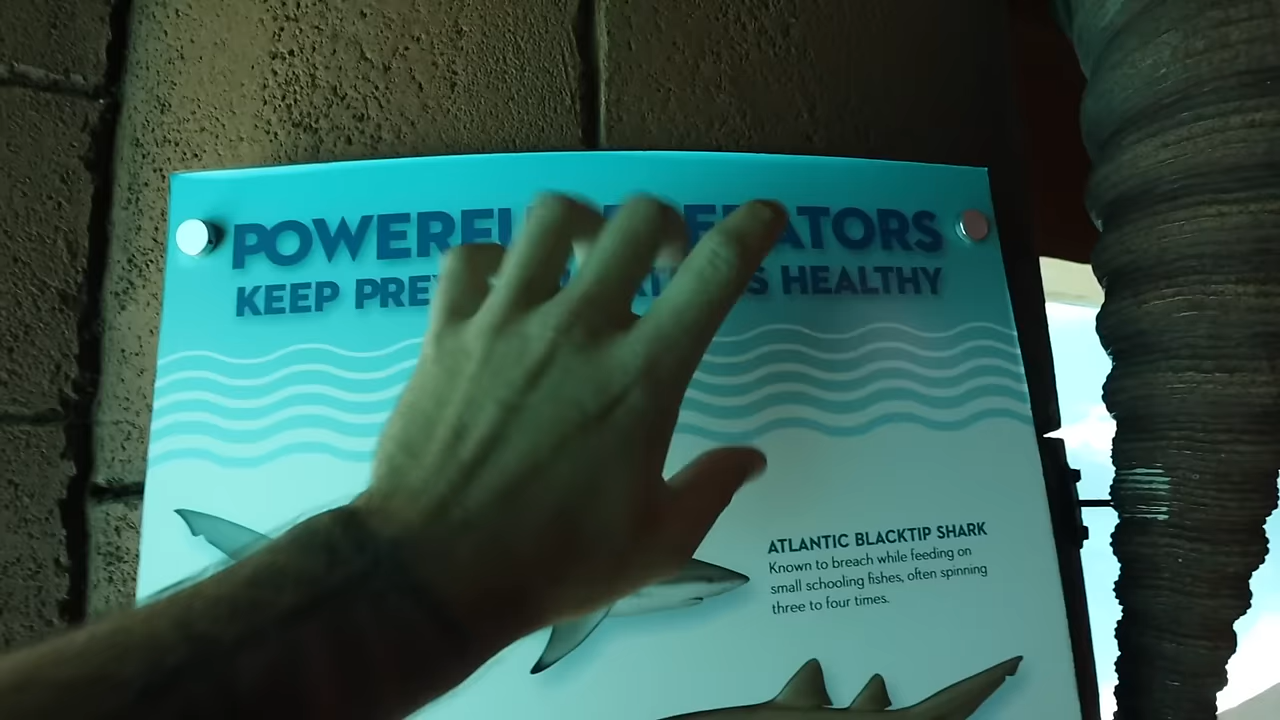 POWERFUL PREDATORS
KEEP PREY HEALTHY
ATLANTIC BLACKTIP SHARK
Known to breach while feeding on
small schooling fishes, often spinning
three to four times.